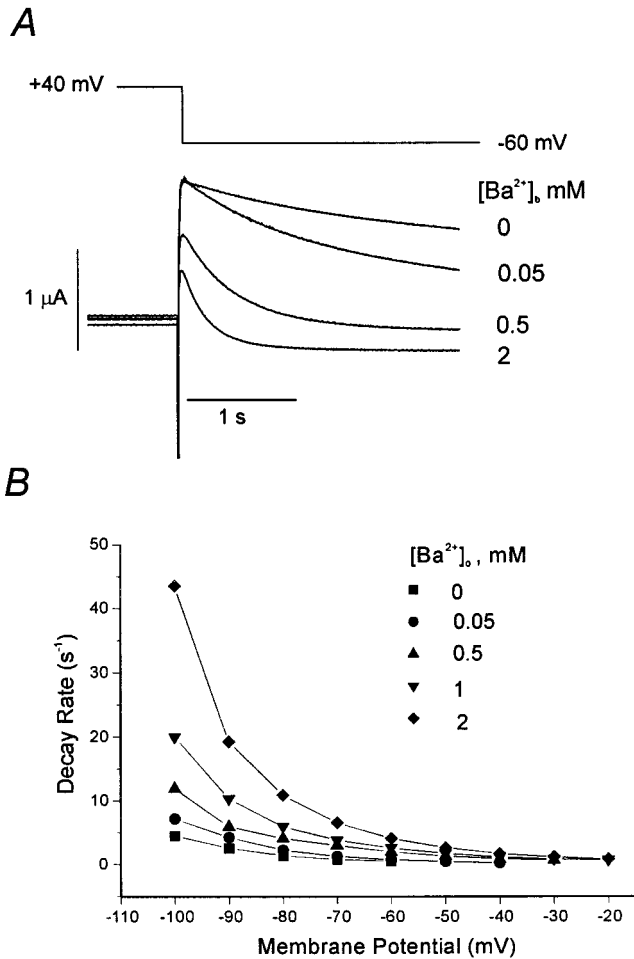 A
+40 mV
-60 mV
[Ba²⁺]ₒ mM
0
0.05
0.5
2
1 µA
1 s
B
[Ba²⁺]ₒ , mM
0
0.05
0.5
1
2
Decay Rate (s⁻¹)
50
40
30
20
10
0
-110 -100 -90 -80 -70 -60 -50 -40 -30 -20
Membrane Potential (mV)